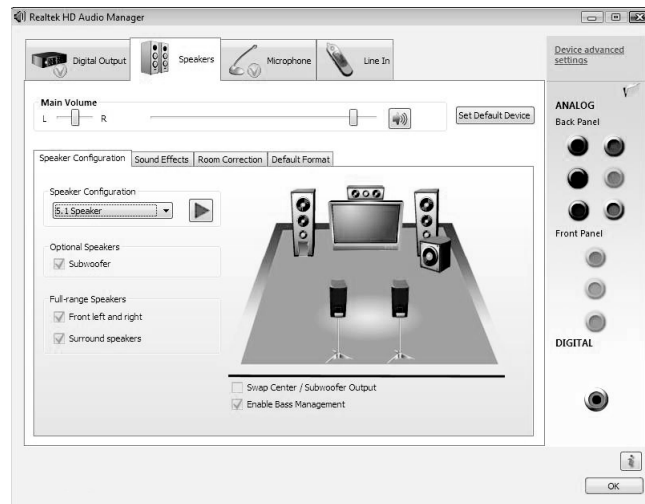 Realtek HD Audio Manager
Digital Output
Speakers
Microphone
Line In
Device advanced
settings
Main Volume
L
R
Set Default Device
ANALOG
Back Panel
Speaker Configuration
Sound Effects
Room Correction
Default Format
Speaker Configuration
5.1 Speaker
Optional Speakers
Subwoofer
Front Panel
Full-range Speakers
Front left and right
Surround speakers
DIGITAL
Swap Center / Subwoofer Output
Enable Bass Management
OK